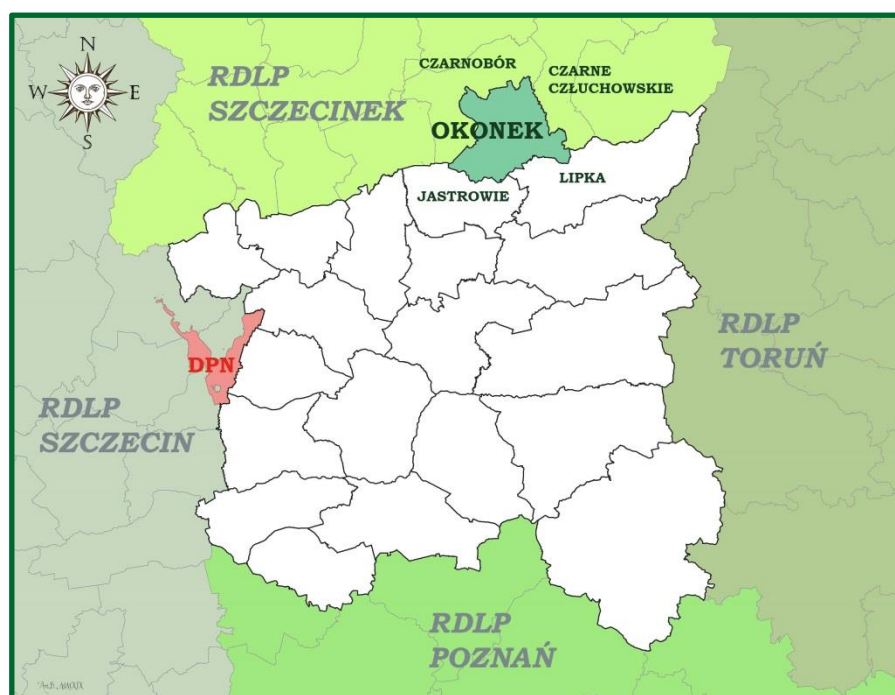 N
W E
S
RDLP
SZCZECINEK
CZARNOBÓR
CZARNE
CZŁUCHOWSKIE
OKONEK
JASTROWIE
LIPKA
DPN
RDLP
TORUŃ
RDLP
SZCZECIN
RDLP
POZNAŃ